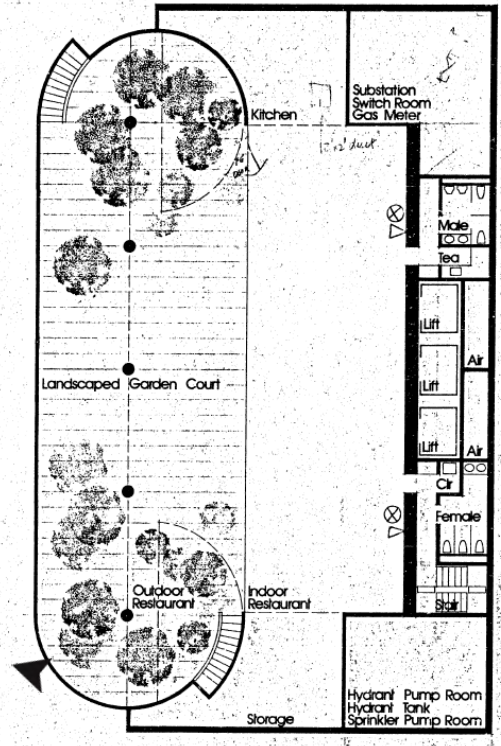 Substation
Switch Room
Gas Meter
Kitchen
Male
Tea
Lift
Air
Landscaped Garden Court
Lift
Air
Lift
Clr
Female
Outdoor
Restaurant
Indoor
Restaurant
Stair
Hydrant Pump Room
Hydrant Tank
Sprinkler Pump Room
Storage